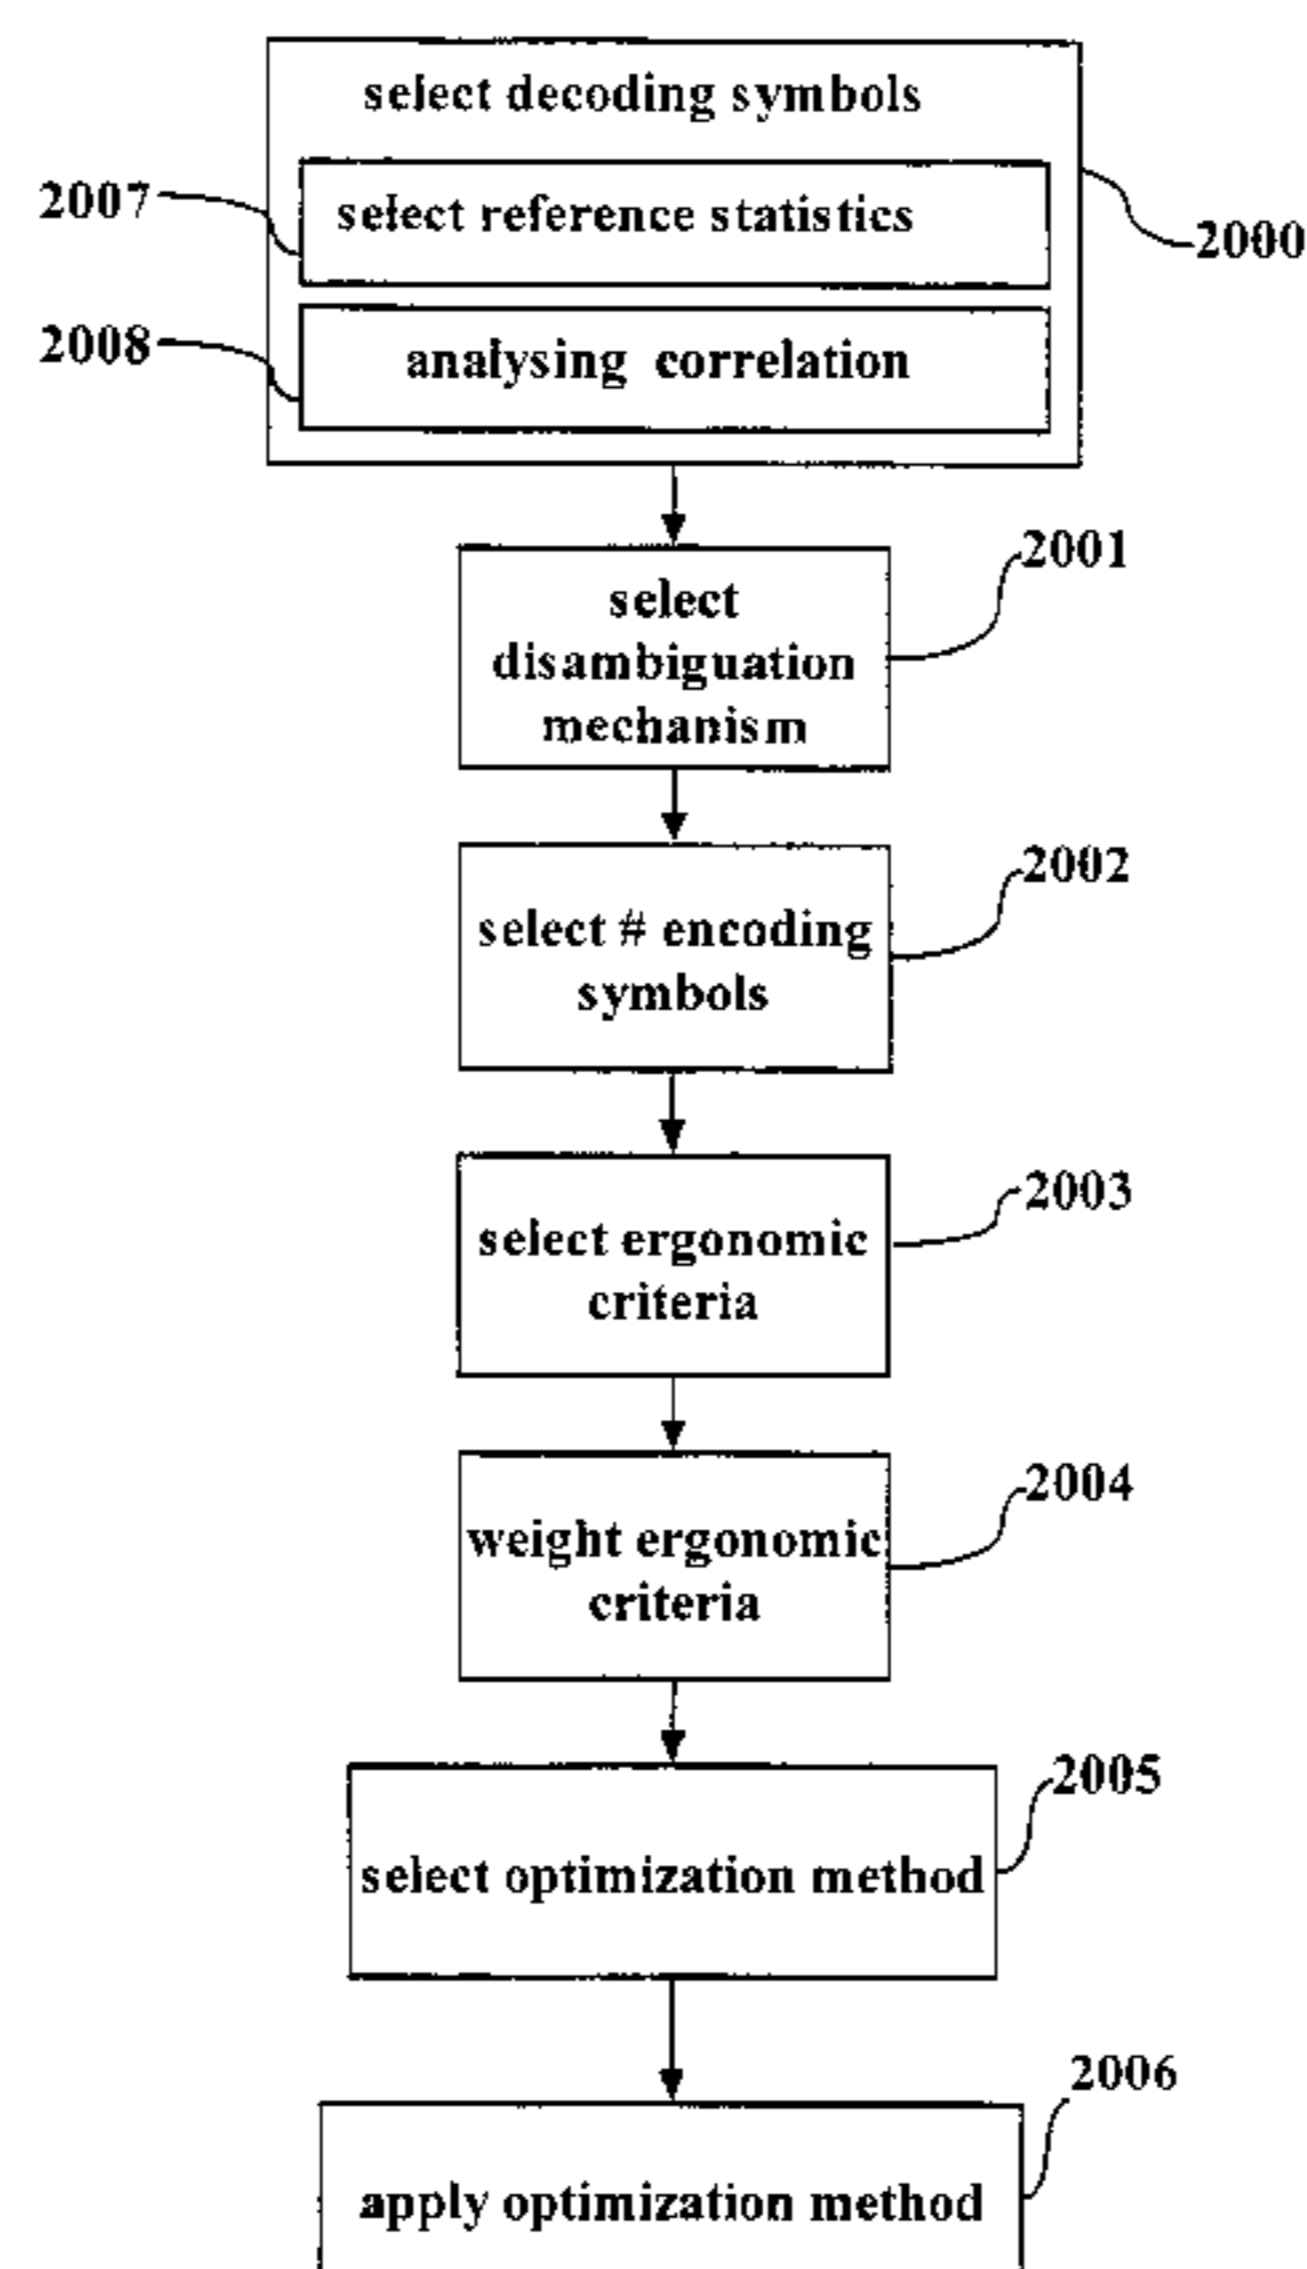 select decoding symbols
2007
select reference statistics
2000
2008
analysing correlation
2001
select
disambiguation
mechanism
2002
select # encoding
symbols
2003
select ergonomic
criteria
2004
weight ergonomic
criteria
2005
select optimization method
2006
apply optimization method